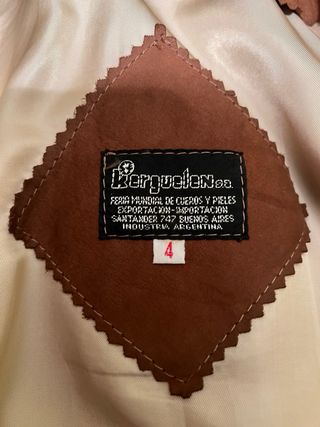 Kerguelen s.a.
FERIA MUNDIAL DE CUEROS Y PIELES
EXPORTACION-IMPORTACION
SANTANDER 747 BUENOS AIRES
INDUSTRIA ARGENTINA
4